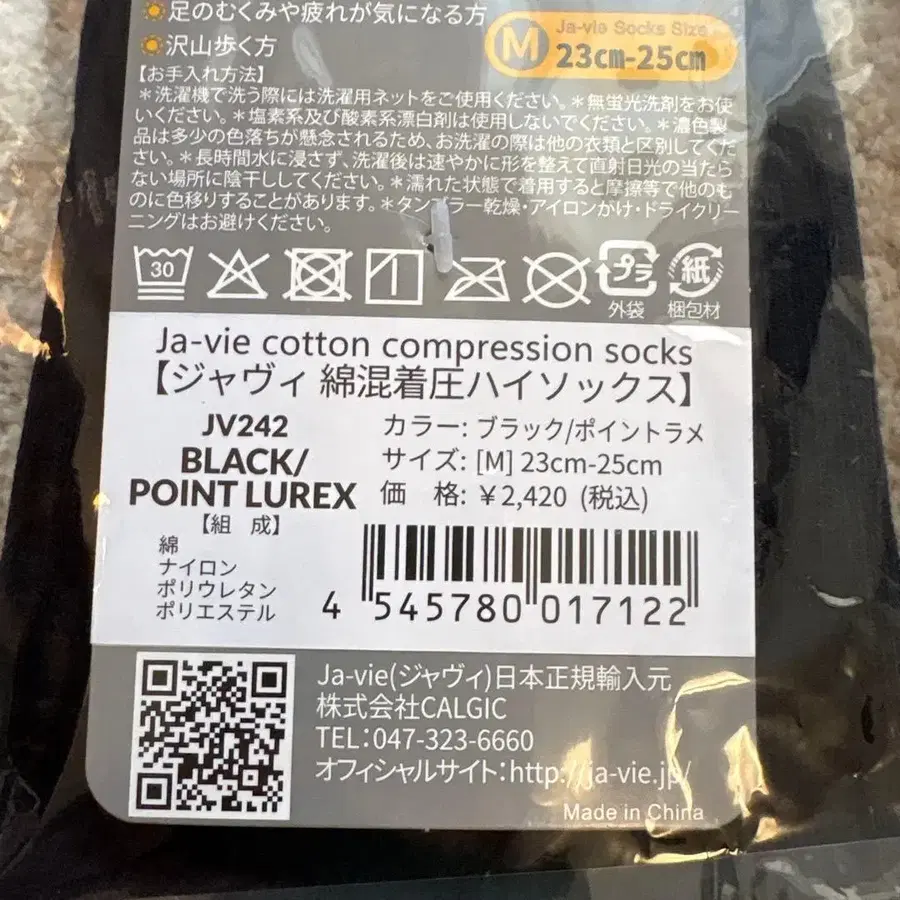 足のむくみや疲れが気になる方
沢山歩く方
M
Ja-vie Socks Size
23cm-25cm
【お手入れ方法】
＊洗濯機で洗う際には洗濯用ネットをご使用ください。＊無蛍光洗剤をお使
いください。＊塩素系及び酸素系漂白剤は使用しないでください。＊濃色製
品は多少の色落ちが懸念されるため、お洗濯の際は他の衣類と区別してくだ
さい。＊長時間水に浸さず、洗濯後は速やかに形を整えて直射日光の当たら
ない場所に陰干ししてください。＊濡れた状態で着用すると摩擦等で他のも
のに色移りすることがあります。＊タンブラー乾燥・アイロンがけ・ドライクリー
ニングはお避けください。
30
プラ
紙
外袋
梱包材
Ja-vie cotton compression socks
【ジャヴィ 綿混着圧ハイソックス】
JV242
BLACK/
POINT LUREX
カラー: ブラック/ポイントラメ
サイズ: [M] 23cm-25cm
価　格: ￥2,420 (税込)
【組　成】
綿
ナイロン
ポリウレタン
ポリエステル
4 545780 017122
Ja-vie(ジャヴィ)日本正規輸入元
株式会社CALGIC
TEL：047-323-6660
オフィシャルサイト：http://ja-vie.jp/
Made in China